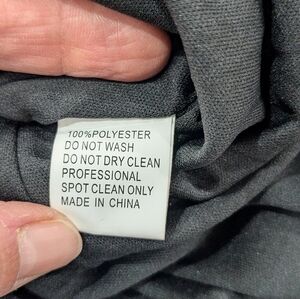 100%POLYESTER
DO NOT WASH
DO NOT DRY CLEAN
PROFESSIONAL
SPOT CLEAN ONLY
MADE IN CHINA